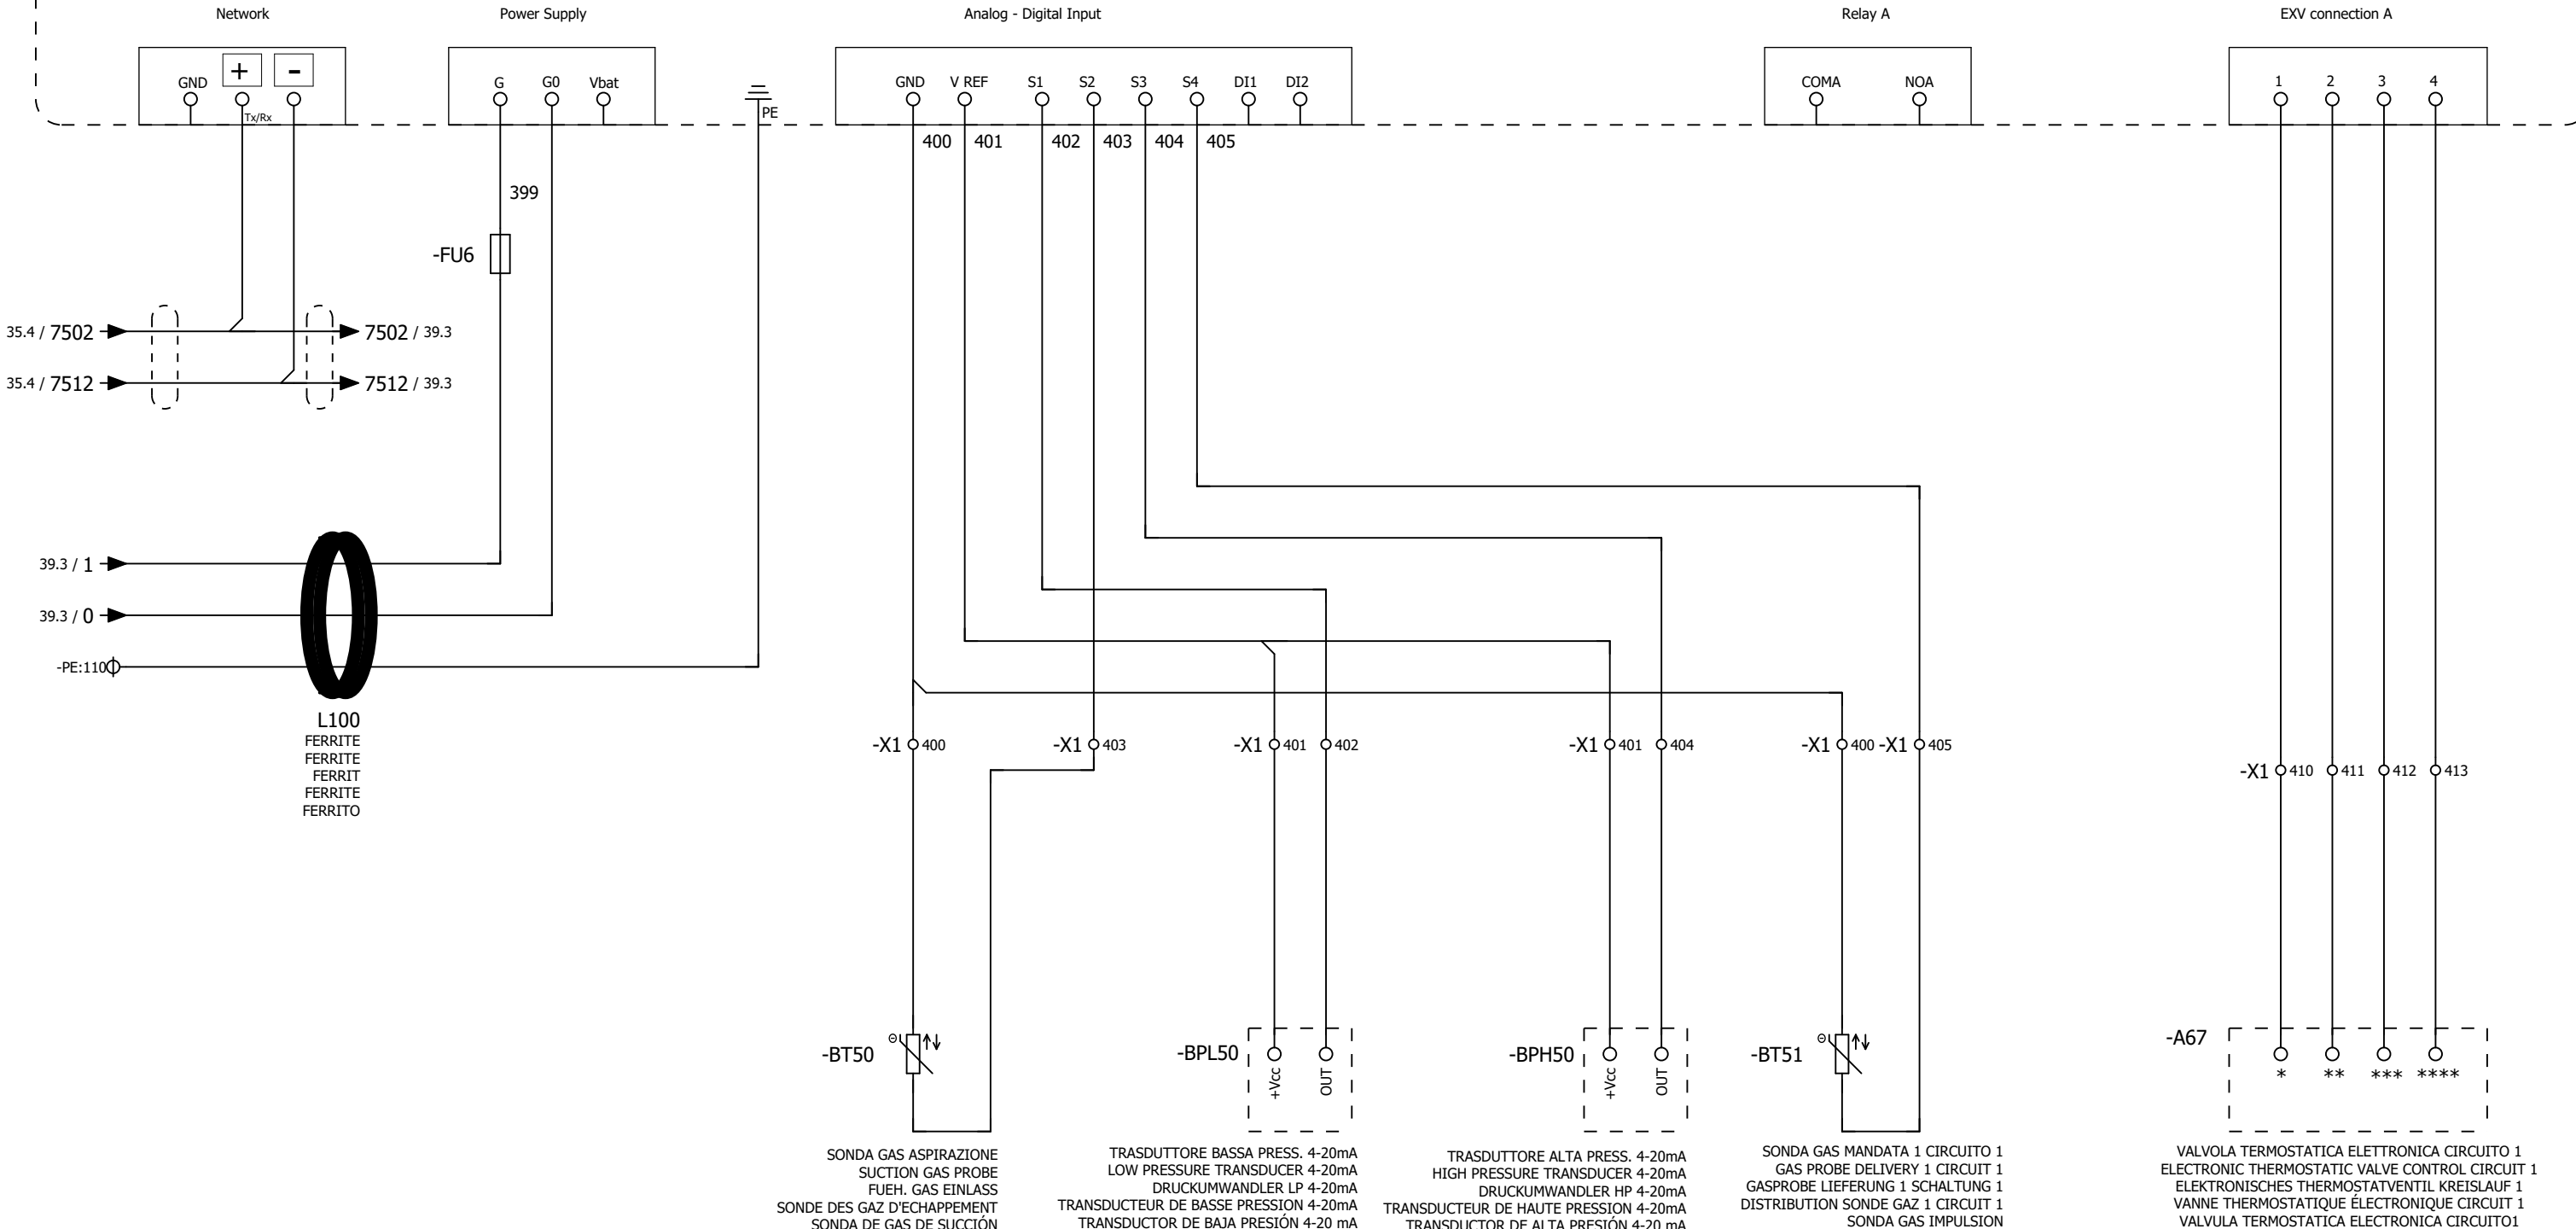 Network Power Supply Analog - Digital Input Relay A EXV connection A
GND + - G G0 Vbat GND V REF S1 S2 S3 S4 DI1 DI2 COMA NOA 1 2 3 4
Tx/Rx PE
400 401 402 403 404 405
399
-FU6
35.4 / 7502 7502 / 39.3
35.4 / 7512 7512 / 39.3
39.3 / 1
39.3 / 0
-PE:110
L100
FERRITE
FERRITE
FERRIT
FERRITE
FERRITO
-X1 400 -X1 403 -X1 401 402 -X1 401 404 -X1 400 -X1 405
-X1 410 411 412 413
-BT50 -BPL50 -BPH50 -BT51 -A67
+Vcc OUT +Vcc OUT * ** *** ****
SONDA GAS ASPIRAZIONE
SUCTION GAS PROBE
FUEH. GAS EINLASS
SONDE DES GAZ D'ECHAPPEMENT
SONDA DE GAS DE SUCCIÓN
TRASDUTTORE BASSA PRESS. 4-20mA
LOW PRESSURE TRANSDUCER 4-20mA
DRUCKUMWANDLER LP 4-20mA
TRANSDUCTEUR DE BASSE PRESSION 4-20mA
TRANSDUCTOR DE BAJA PRESIÓN 4-20 mA
TRASDUTTORE ALTA PRESS. 4-20mA
HIGH PRESSURE TRANSDUCER 4-20mA
DRUCKUMWANDLER HP 4-20mA
TRANSDUCTEUR DE HAUTE PRESSION 4-20mA
TRANSDUCTOR DE ALTA PRESIÓN 4-20 mA
SONDA GAS MANDATA 1 CIRCUITO 1
GAS PROBE DELIVERY 1 CIRCUIT 1
GASPROBE LIEFERUNG 1 SCHALTUNG 1
DISTRIBUTION SONDE GAZ 1 CIRCUIT 1
SONDA GAS IMPULSION
VALVOLA TERMOSTATICA ELETTRONICA CIRCUITO 1
ELECTRONIC THERMOSTATIC VALVE CONTROL CIRCUIT 1
ELEKTRONISCHES THERMOSTATVENTIL KREISLAUF 1
VANNE THERMOSTATIQUE ÉLECTRONIQUE CIRCUIT 1
VALVULA TERMOSTATICA ELECTRONICA CIRCUITO1